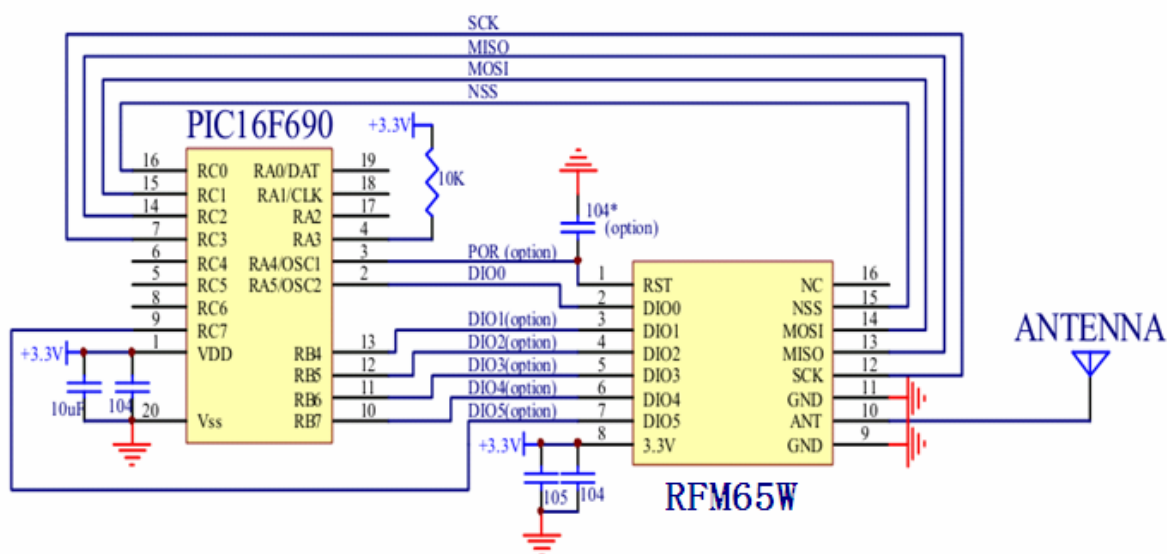 SCK
MISO
MOSI
NSS
PIC16F690
+3.3V
10K
16 RC0 RA0/DAT 19
15 RC1 RA1/CLK 18
14 RC2 RA2 17
7 RC3 RA3 4
6 RC4 RA4/OSC1 3
5 RC5 RA5/OSC2 2
8 RC6
9 RC7
1 VDD RB4 13
RB5 12
RB6 11
20 Vss RB7 10
+3.3V
10uF
104
104*
(option)
POR (option)
DIO0
DIO1(option)
DIO2(option)
DIO3(option)
DIO4(option)
DIO5(option)
1 RST NC 16
2 DIO0 NSS 15
3 DIO1 MOSI 14
4 DIO2 MISO 13
5 DIO3 SCK 12
6 DIO4 GND 11
7 DIO5 ANT 10
8 3.3V GND 9
+3.3V
105
104
RFM65W
ANTENNA